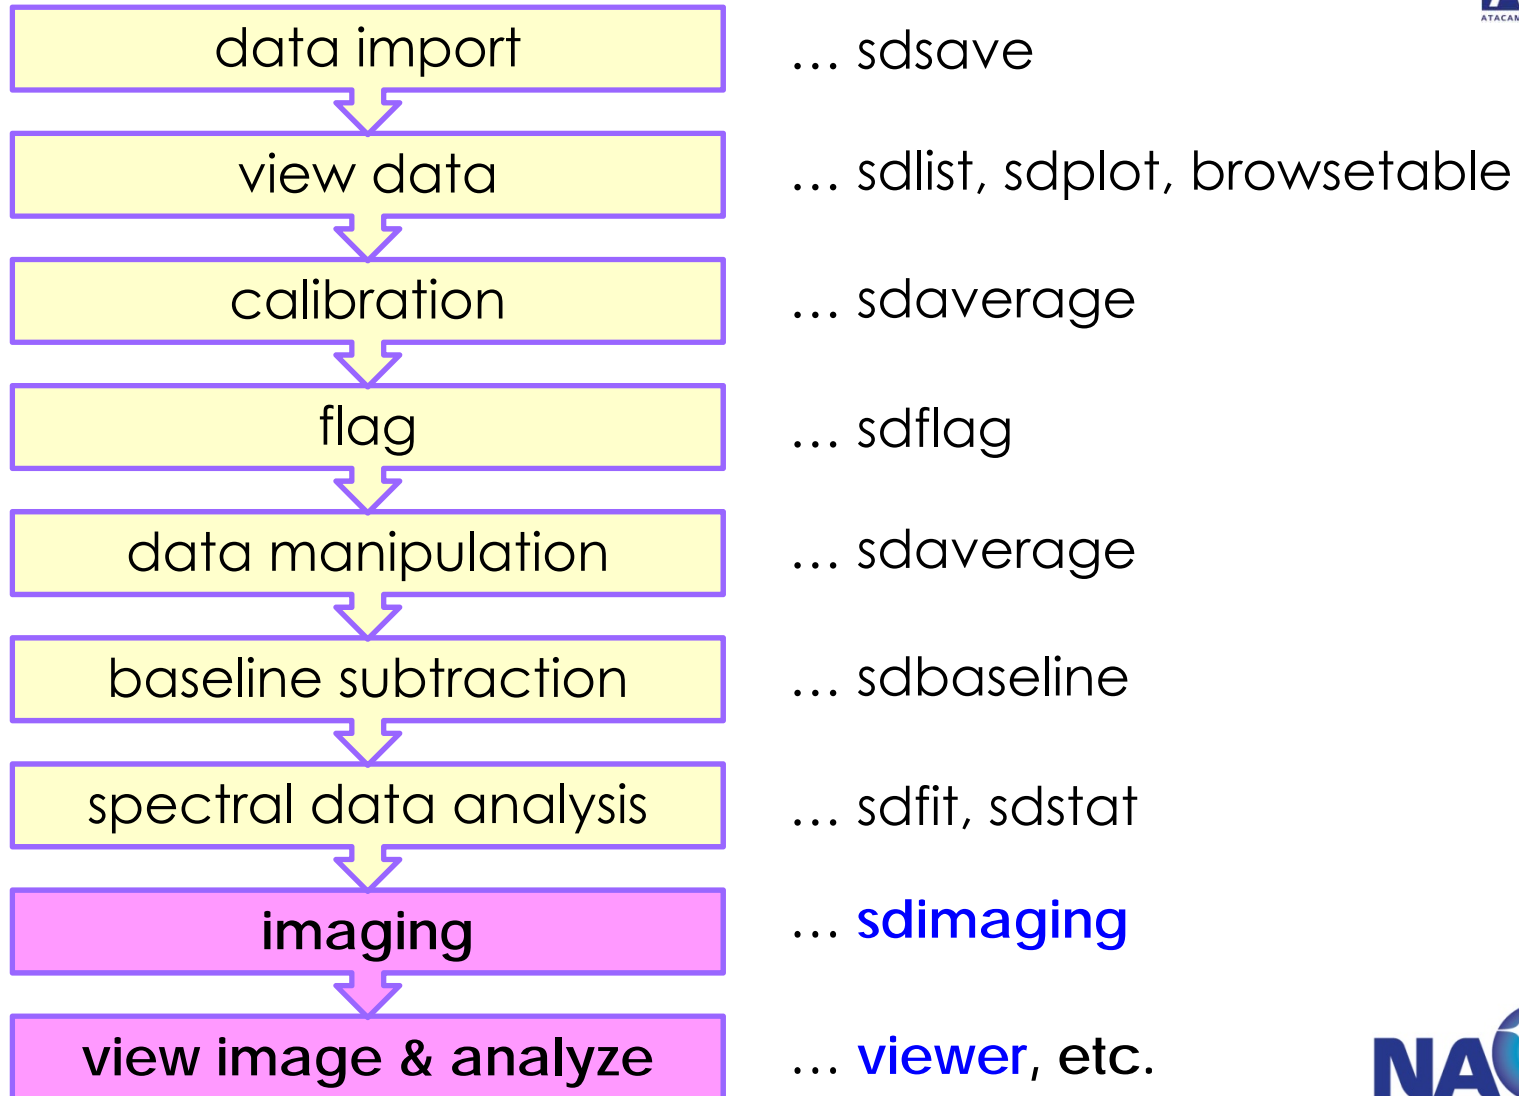 data import … sdsave
view data … sdlist, sdplot, browsetable
calibration … sdaverage
flag … sdflag
data manipulation … sdaverage
baseline subtraction … sdbaseline
spectral data analysis … sdfit, sdstat
imaging … sdimaging
view image & analyze … viewer, etc.